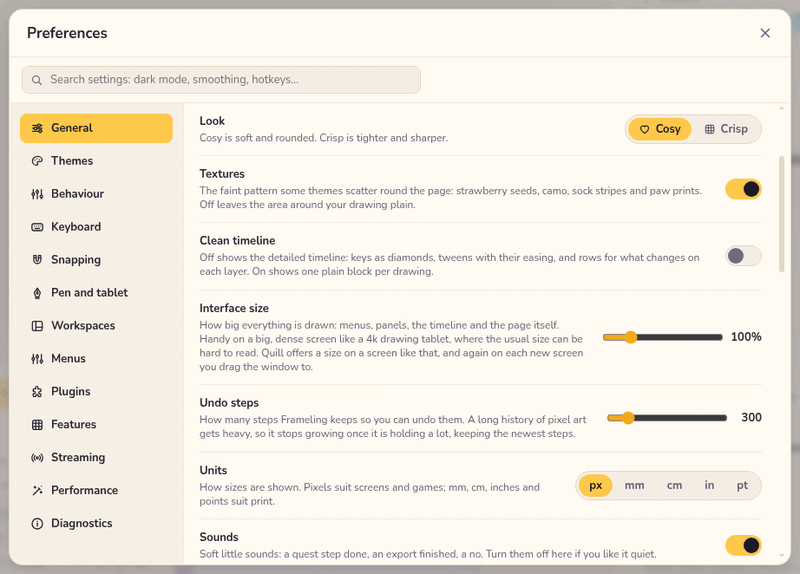 Preferences
Search settings: dark mode, smoothing, hotkeys...
General
Themes
Behaviour
Keyboard
Snapping
Pen and tablet
Workspaces
Menus
Plugins
Features
Streaming
Performance
Diagnostics
Look
Cosy is soft and rounded. Crisp is tighter and sharper.
Cosy
Crisp
Textures
The faint pattern some themes scatter round the page: strawberry seeds, camo, sock stripes and paw prints.
Off leaves the area around your drawing plain.
Clean timeline
Off shows the detailed timeline: keys as diamonds, tweens with their easing, and rows for what changes on
each layer. On shows one plain block per drawing.
Interface size
How big everything is drawn: menus, panels, the timeline and the page itself.
Handy on a big, dense screen like a 4k drawing tablet, where the usual size can be
hard to read. Quill offers a size on a screen like that, and again on each new screen
you drag the window to.
100%
Undo steps
How many steps Frameling keeps so you can undo them. A long history of pixel art
gets heavy, so it stops growing once it is holding a lot, keeping the newest steps.
300
Units
How sizes are shown. Pixels suit screens and games; mm, cm, inches and
points suit print.
px
mm
cm
in
pt
Sounds
Soft little sounds: a quest step done, an export finished, a no. Turn them off here if you like it quiet.